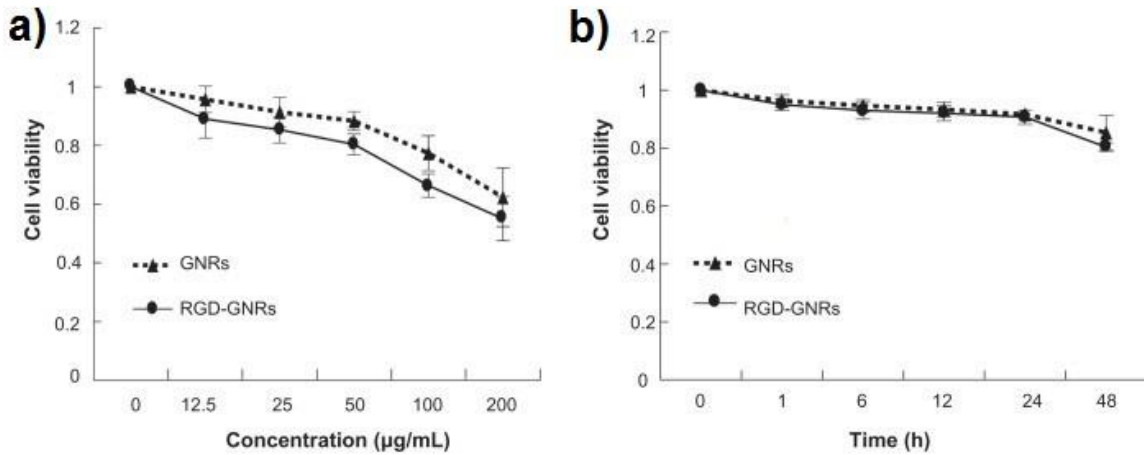 a)
1.2
1
0.8
0.6
0.4
0.2
0
Cell viability
GNRs
RGD-GNRs
0 12.5 25 50 100 200
Concentration (µg/mL)
b)
1.2
1
0.8
0.6
0.4
0.2
0
Cell viability
GNRs
RGD-GNRs
0 1 6 12 24 48
Time (h)